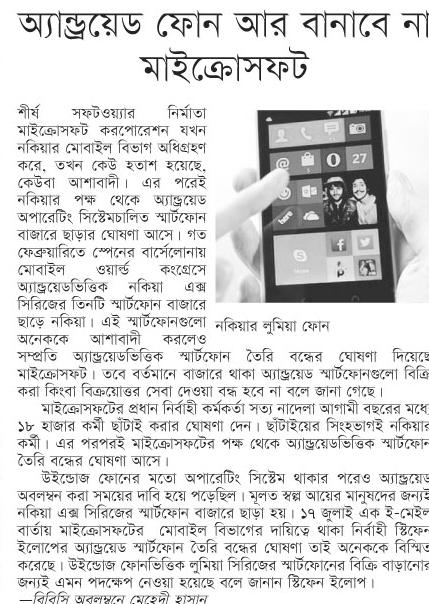 অ্যান্ড্রয়েড ফোন আর বানাবে না
মাইক্রোসফট
শীর্ষ সফটওয়্যার নির্মাতা
মাইক্রোসফট করপোরেশন যখন
নকিয়ার মোবাইল বিভাগ অধিগ্রহণ
করে, তখন কেউ হতাশ হয়েছে,
কেউবা আশাবাদী। এর পরেই
নকিয়ার পক্ষ থেকে অ্যান্ড্রয়েড
অপারেটিং সিস্টেমচালিত স্মার্টফোন
বাজারে ছাড়ার ঘোষণা আসে। গত
ফেব্রুয়ারিতে স্পেনের বার্সেলোনায়
মোবাইল ওয়ার্ল্ড কংগ্রেসে
অ্যান্ড্রয়েডভিত্তিক নকিয়া এক্স
সিরিজের তিনটি স্মার্টফোন বাজারে
ছাড়ে নকিয়া। এই স্মার্টফোনগুলো
অনেককে আশাবাদী করলেও
সম্প্রতি অ্যান্ড্রয়েডভিত্তিক স্মার্টফোন তৈরি বন্ধের ঘোষণা দিয়েছে
মাইক্রোসফট। তবে বর্তমানে বাজারে থাকা অ্যান্ড্রয়েড স্মার্টফোনগুলো বিক্রি
করা কিংবা বিক্রয়োত্তর সেবা দেওয়া বন্ধ হবে না বলে জানা গেছে।
মাইক্রোসফটের প্রধান নির্বাহী কর্মকর্তা সত্য নাদেলা আগামী বছরের মধ্যে
১৮ হাজার কর্মী ছাঁটাই করার ঘোষণা দেন। ছাঁটাইয়ের সিংহভাগই নকিয়ার
কর্মী। এর পরপরই মাইক্রোসফটের পক্ষ থেকে অ্যান্ড্রয়েডভিত্তিক স্মার্টফোন
তৈরি বন্ধের ঘোষণা আসে।
উইন্ডোজ ফোনের মতো অপারেটিং সিস্টেম থাকার পরেও অ্যান্ড্রয়েড
অবলম্বন করা সময়ের দাবি হয়ে পড়েছিল। মূলত স্বল্প আয়ের মানুষদের জন্যই
নকিয়া এক্স সিরিজের স্মার্টফোন বাজারে ছাড়া হয়। ১৭ জুলাই এক ই-মেইল
বার্তায় মাইক্রোসফটের মোবাইল বিভাগের দায়িত্বে থাকা নির্বাহী স্টিফেন
ইলোপের অ্যান্ড্রয়েড স্মার্টফোন তৈরি বন্ধের ঘোষণা তাই অনেককে বিস্মিত
করেছে। উইন্ডোজ ফোনভিত্তিক লুমিয়া সিরিজের স্মার্টফোনের বিক্রি বাড়ানোর
জন্যই এমন পদক্ষেপ নেওয়া হয়েছে বলে জানান স্টিফেন ইলোপ।
—বিবিসি অবলম্বনে মেহেদী হাসান
27
Skype
নকিয়ার লুমিয়া ফোন